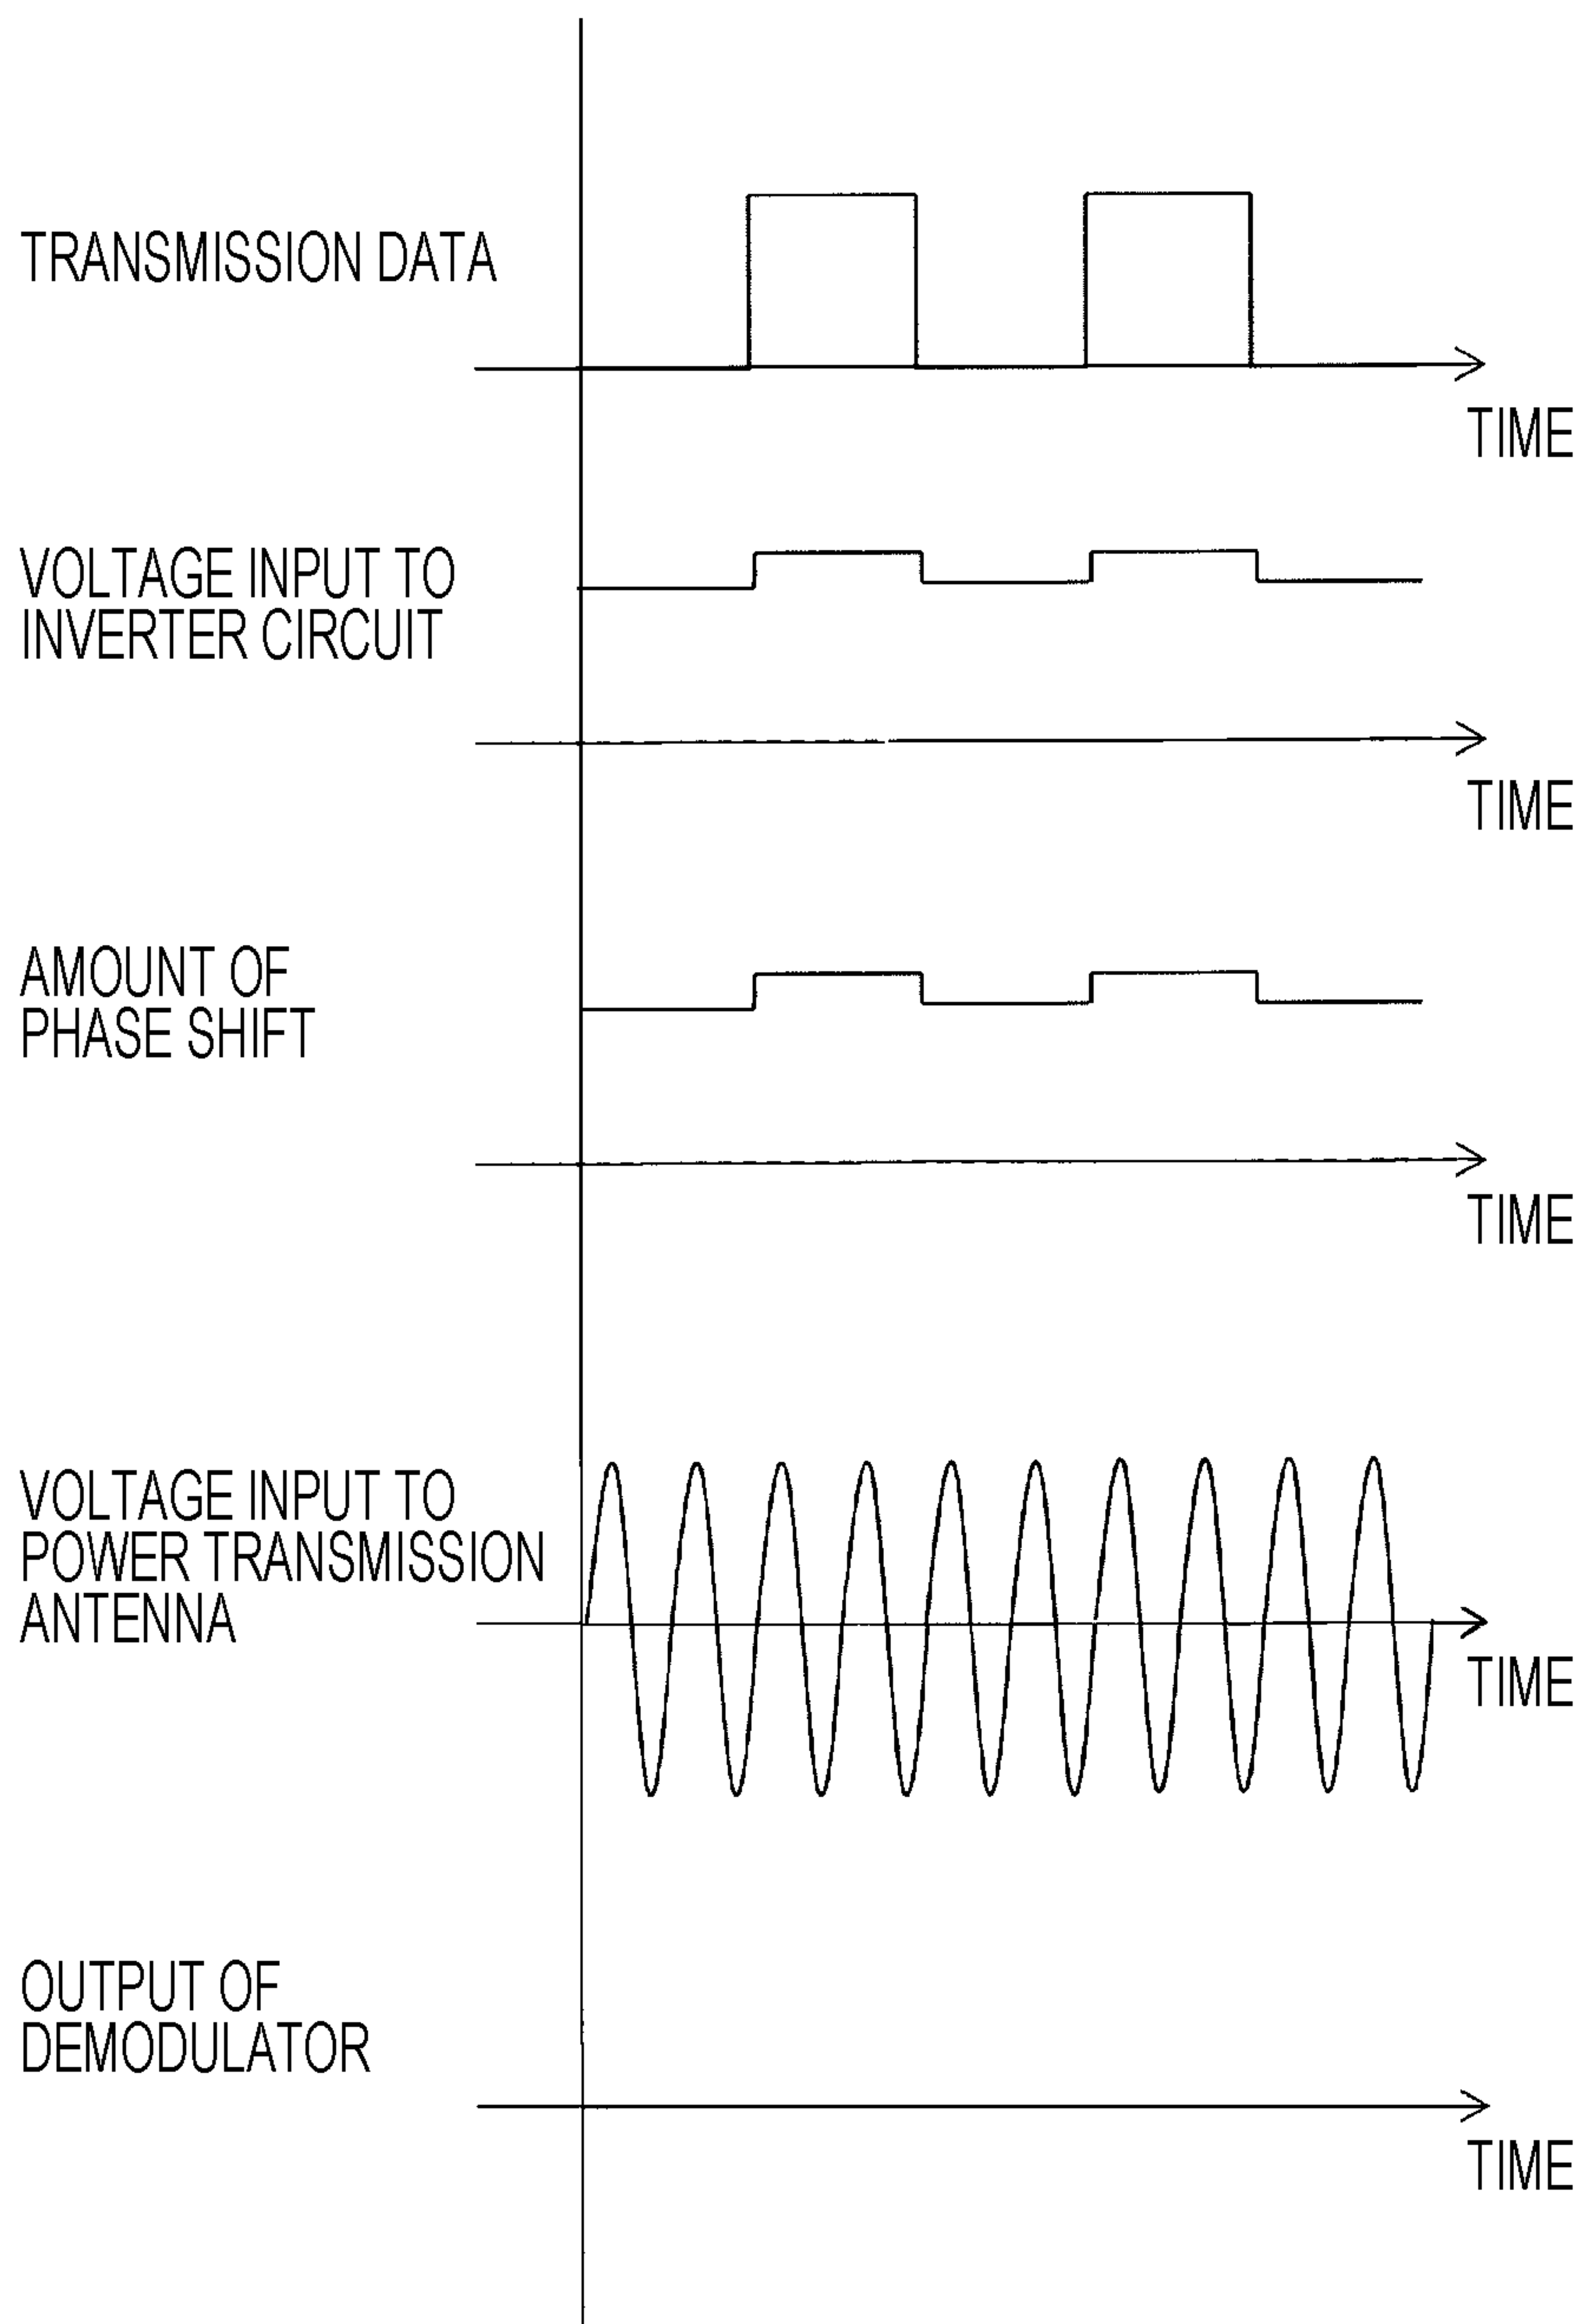 TRANSMISSION DATA
TIME
VOLTAGE INPUT TO
INVERTER CIRCUIT
TIME
AMOUNT OF
PHASE SHIFT
TIME
VOLTAGE INPUT TO
POWER TRANSMISSION
ANTENNA
TIME
OUTPUT OF
DEMODULATOR
TIME